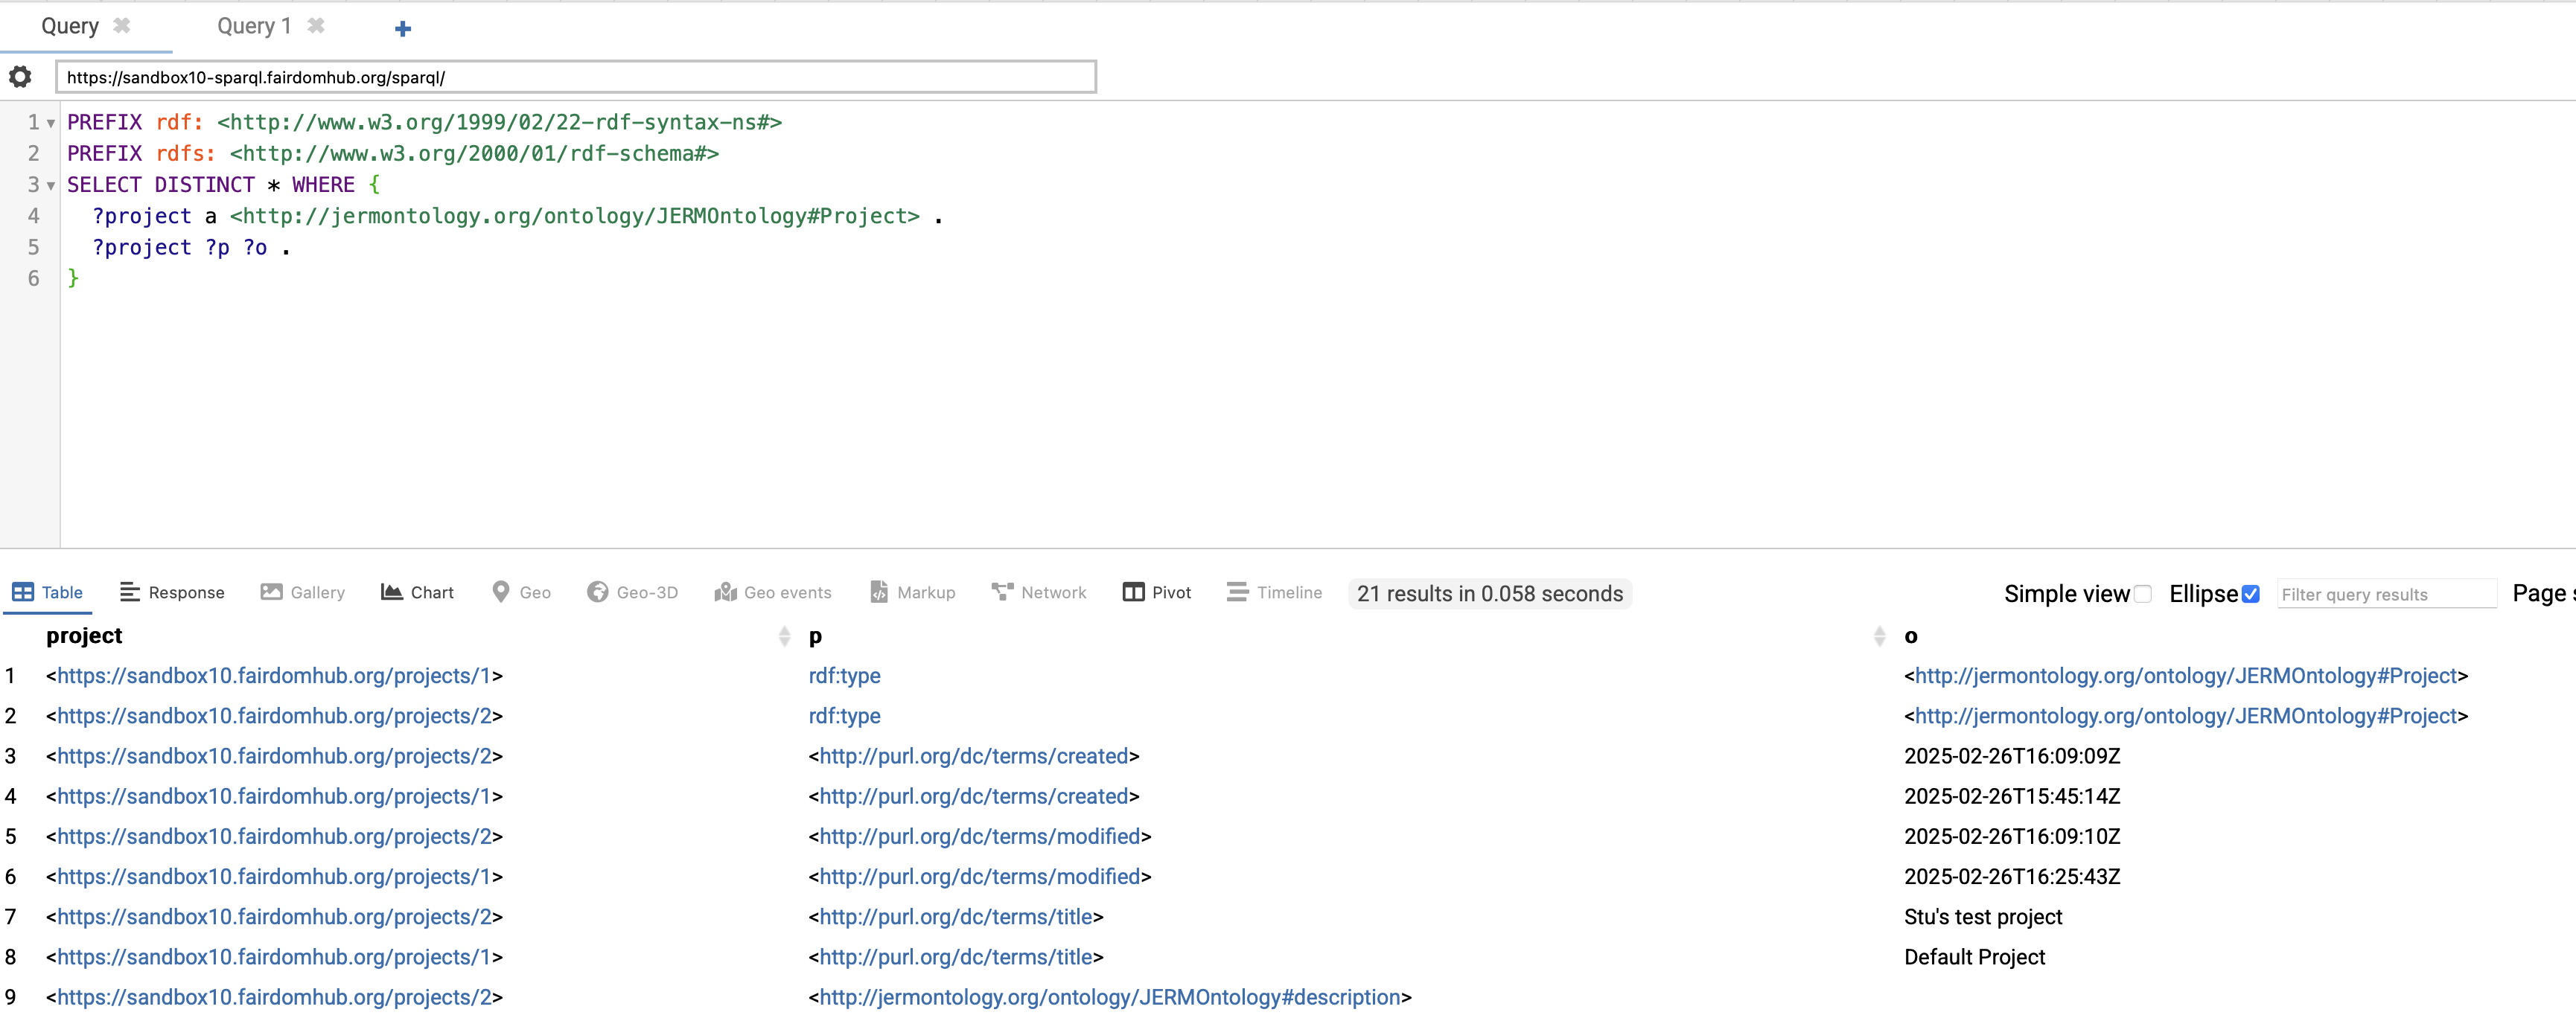 Query ✖ Query 1 ✖ +
https://sandbox10-sparql.fairdomhub.org/sparql/
1 PREFIX rdf: <http://www.w3.org/1999/02/22-rdf-syntax-ns#>
2 PREFIX rdfs: <http://www.w3.org/2000/01/rdf-schema#>
3 SELECT DISTINCT * WHERE {
4 ?project a <http://jermontology.org/ontology/JERMOntology#Project> .
5 ?project ?p ?o .
6 }
Table Response Gallery Chart Geo Geo-3D Geo events Markup Network Pivot Timeline 21 results in 0.058 seconds Simple view Ellipse Filter query results Page s
project p o
1 <https://sandbox10.fairdomhub.org/projects/1> rdf:type <http://jermontology.org/ontology/JERMOntology#Project>
2 <https://sandbox10.fairdomhub.org/projects/2> rdf:type <http://jermontology.org/ontology/JERMOntology#Project>
3 <https://sandbox10.fairdomhub.org/projects/2> <http://purl.org/dc/terms/created> 2025-02-26T16:09:09Z
4 <https://sandbox10.fairdomhub.org/projects/1> <http://purl.org/dc/terms/created> 2025-02-26T15:45:14Z
5 <https://sandbox10.fairdomhub.org/projects/2> <http://purl.org/dc/terms/modified> 2025-02-26T16:09:10Z
6 <https://sandbox10.fairdomhub.org/projects/1> <http://purl.org/dc/terms/modified> 2025-02-26T16:25:43Z
7 <https://sandbox10.fairdomhub.org/projects/2> <http://purl.org/dc/terms/title> Stu's test project
8 <https://sandbox10.fairdomhub.org/projects/1> <http://purl.org/dc/terms/title> Default Project
9 <https://sandbox10.fairdomhub.org/projects/2> <http://jermontology.org/ontology/JERMOntology#description>